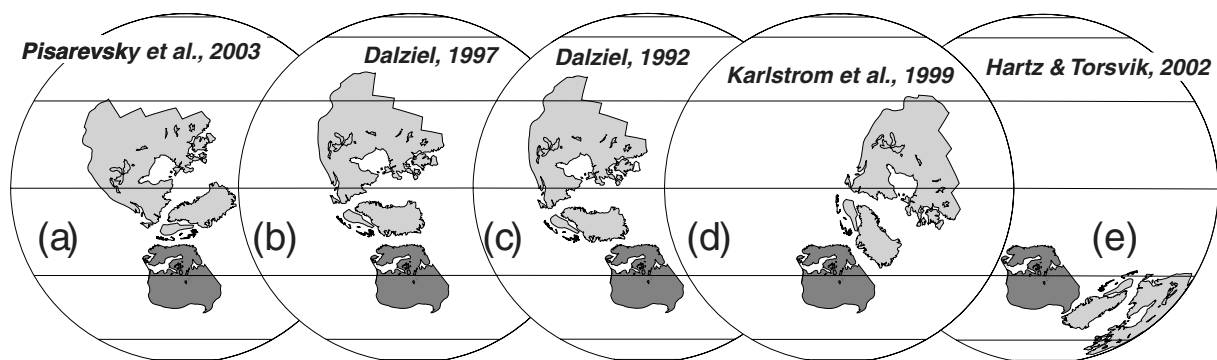 Pisarevsky et al., 2003
Dalziel, 1997
Dalziel, 1992
Karlstrom et al., 1999
Hartz & Torsvik, 2002
(a)
(b)
(c)
(d)
(e)